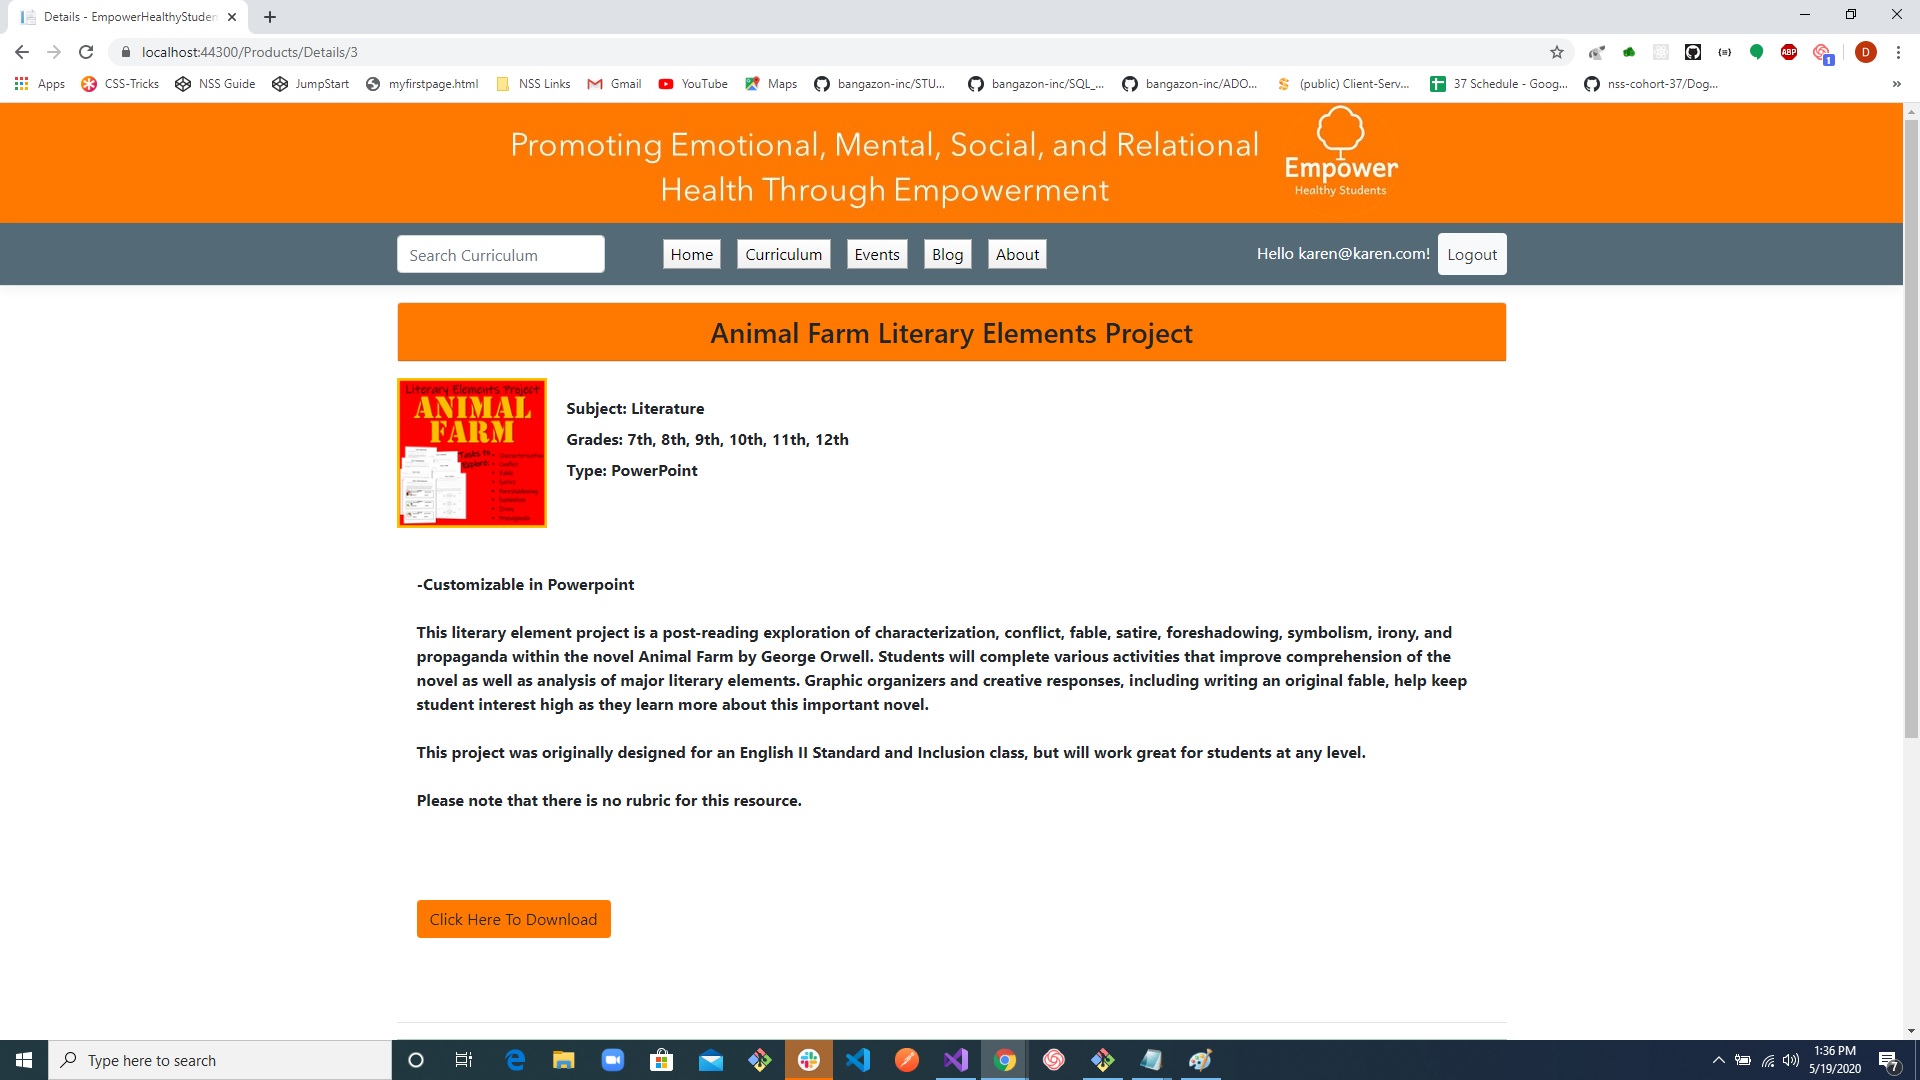 Details - EmpowerHealthyStuden
localhost:44300/Products/Details/3
D
ABP
1
Apps
CSS-Tricks
NSS Guide
JumpStart
myfirstpage.html
NSS Links
Gmail
YouTube
Maps
bangazon-inc/STU...
bangazon-inc/SQL_...
bangazon-inc/ADO...
(public) Client-Serv...
37 Schedule - Goog...
nss-cohort-37/Dog...
»
Promoting Emotional, Mental, Social, and Relational
Health Through Empowerment
Empower
Healthy Students
Search Curriculum
Home
Curriculum
Events
Blog
About
Hello karen@karen.com!
Logout
Animal Farm Literary Elements Project
Literary Elements Project
ANIMAL
FARM
Tasks to
Explore:
Subject: Literature
Grades: 7th, 8th, 9th, 10th, 11th, 12th
Type: PowerPoint
-Customizable in Powerpoint
This literary element project is a post-reading exploration of characterization, conflict, fable, satire, foreshadowing, symbolism, irony, and
propaganda within the novel Animal Farm by George Orwell. Students will complete various activities that improve comprehension of the
novel as well as analysis of major literary elements. Graphic organizers and creative responses, including writing an original fable, help keep
student interest high as they learn more about this important novel.
This project was originally designed for an English II Standard and Inclusion class, but will work great for students at any level.
Please note that there is no rubric for this resource.
Click Here To Download
Type here to search
1:36 PM
5/19/2020
7